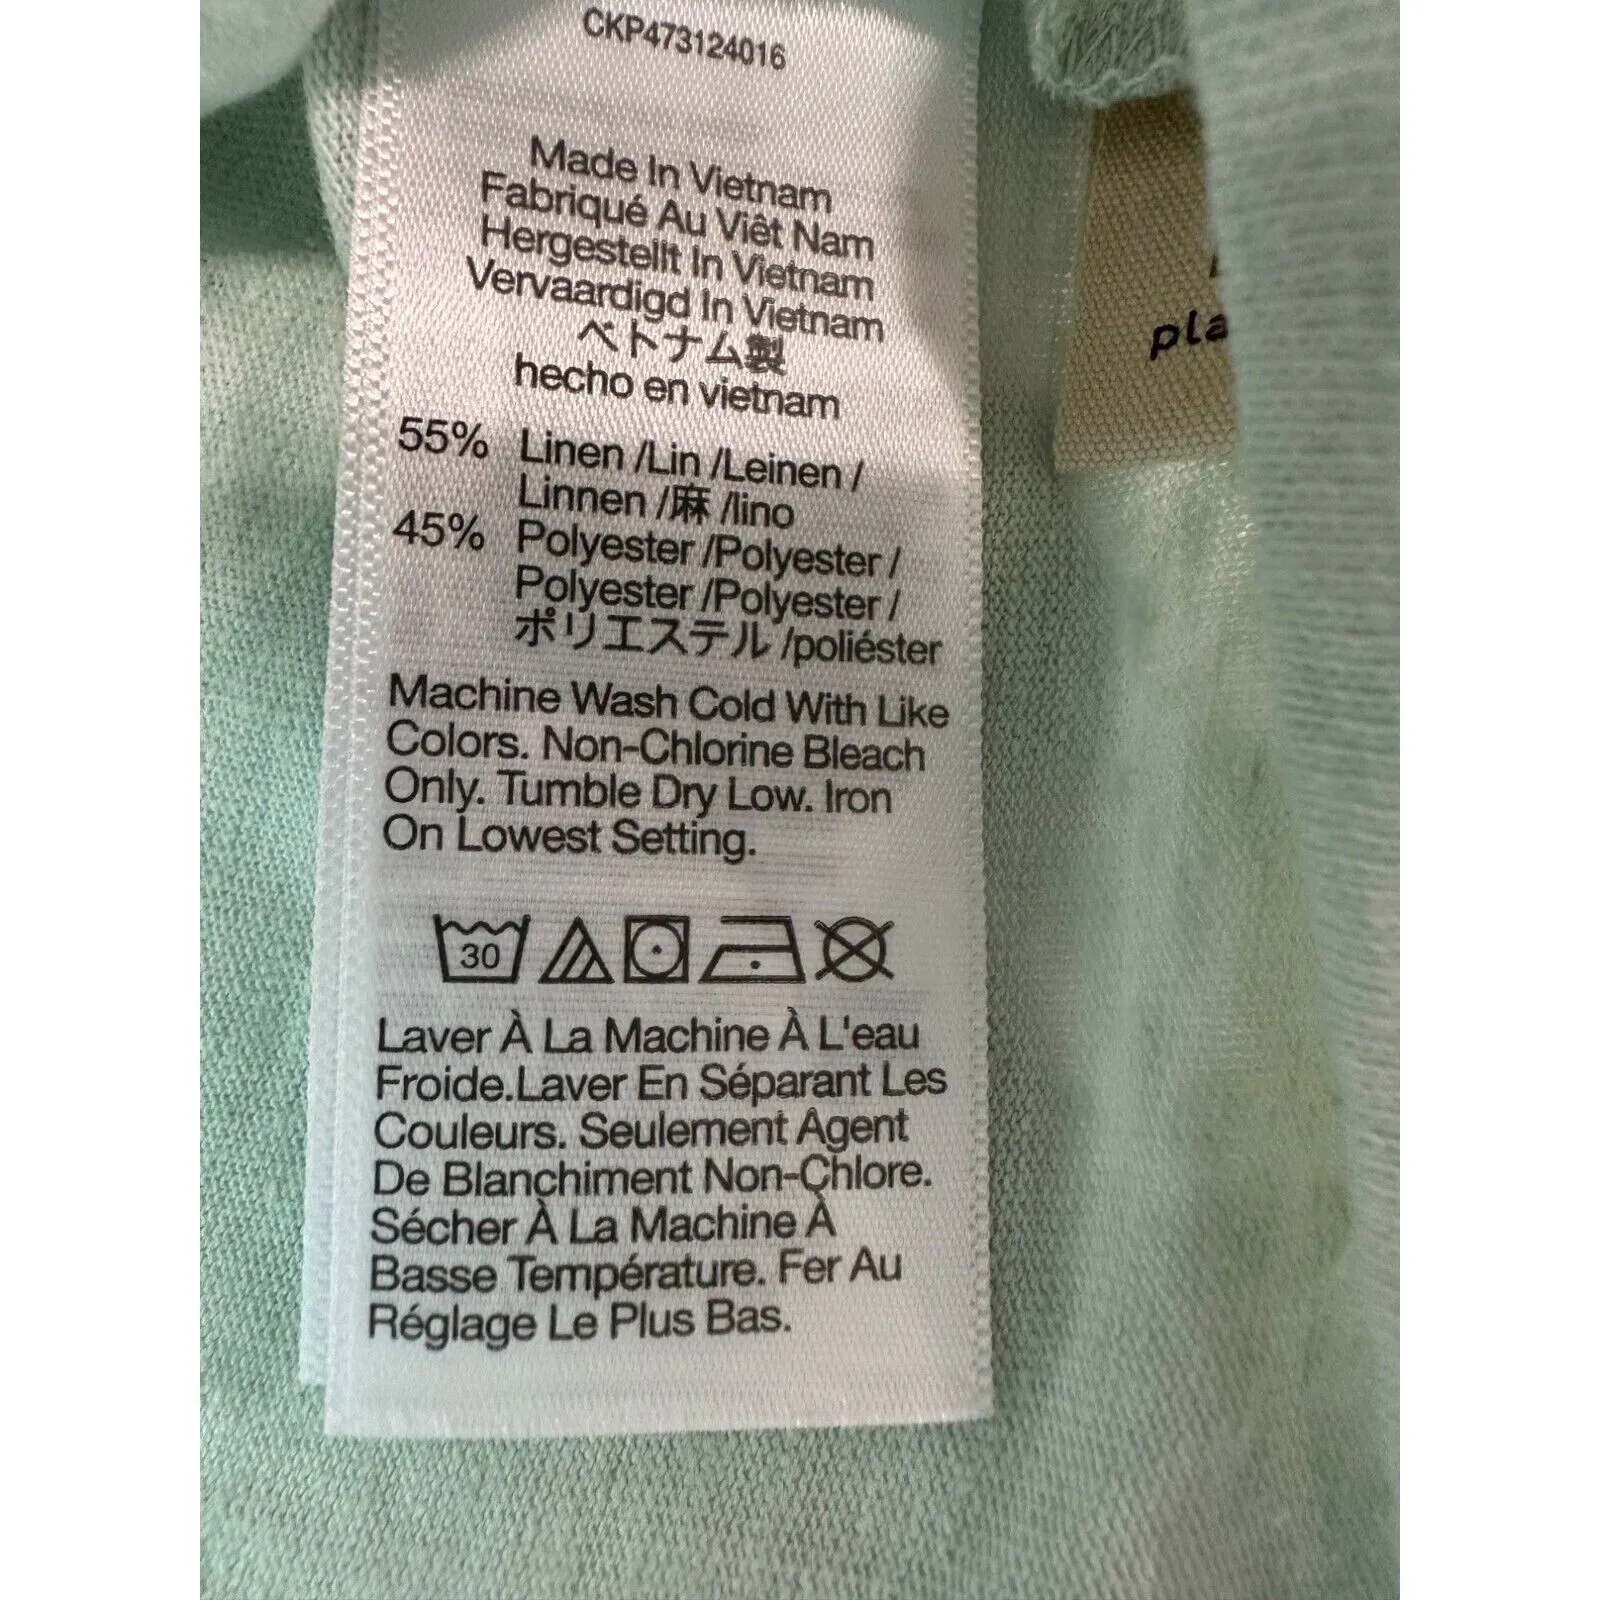 CKP473124016
Made In Vietnam
Fabriqué Au Viêt Nam
Hergestellt In Vietnam
Vervaardigd In Vietnam
ベトナム製
hecho en vietnam
55% Linen /Lin /Leinen /
Linnen /麻 /lino
45% Polyester /Polyester /
Polyester /Polyester /
ポリエステル /poliéster
Machine Wash Cold With Like
Colors. Non-Chlorine Bleach
Only. Tumble Dry Low. Iron
On Lowest Setting.
30
Laver À La Machine À L'eau
Froide.Laver En Séparant Les
Couleurs. Seulement Agent
De Blanchiment Non-Chlore.
Sécher À La Machine À
Basse Température. Fer Au
Réglage Le Plus Bas.
pla